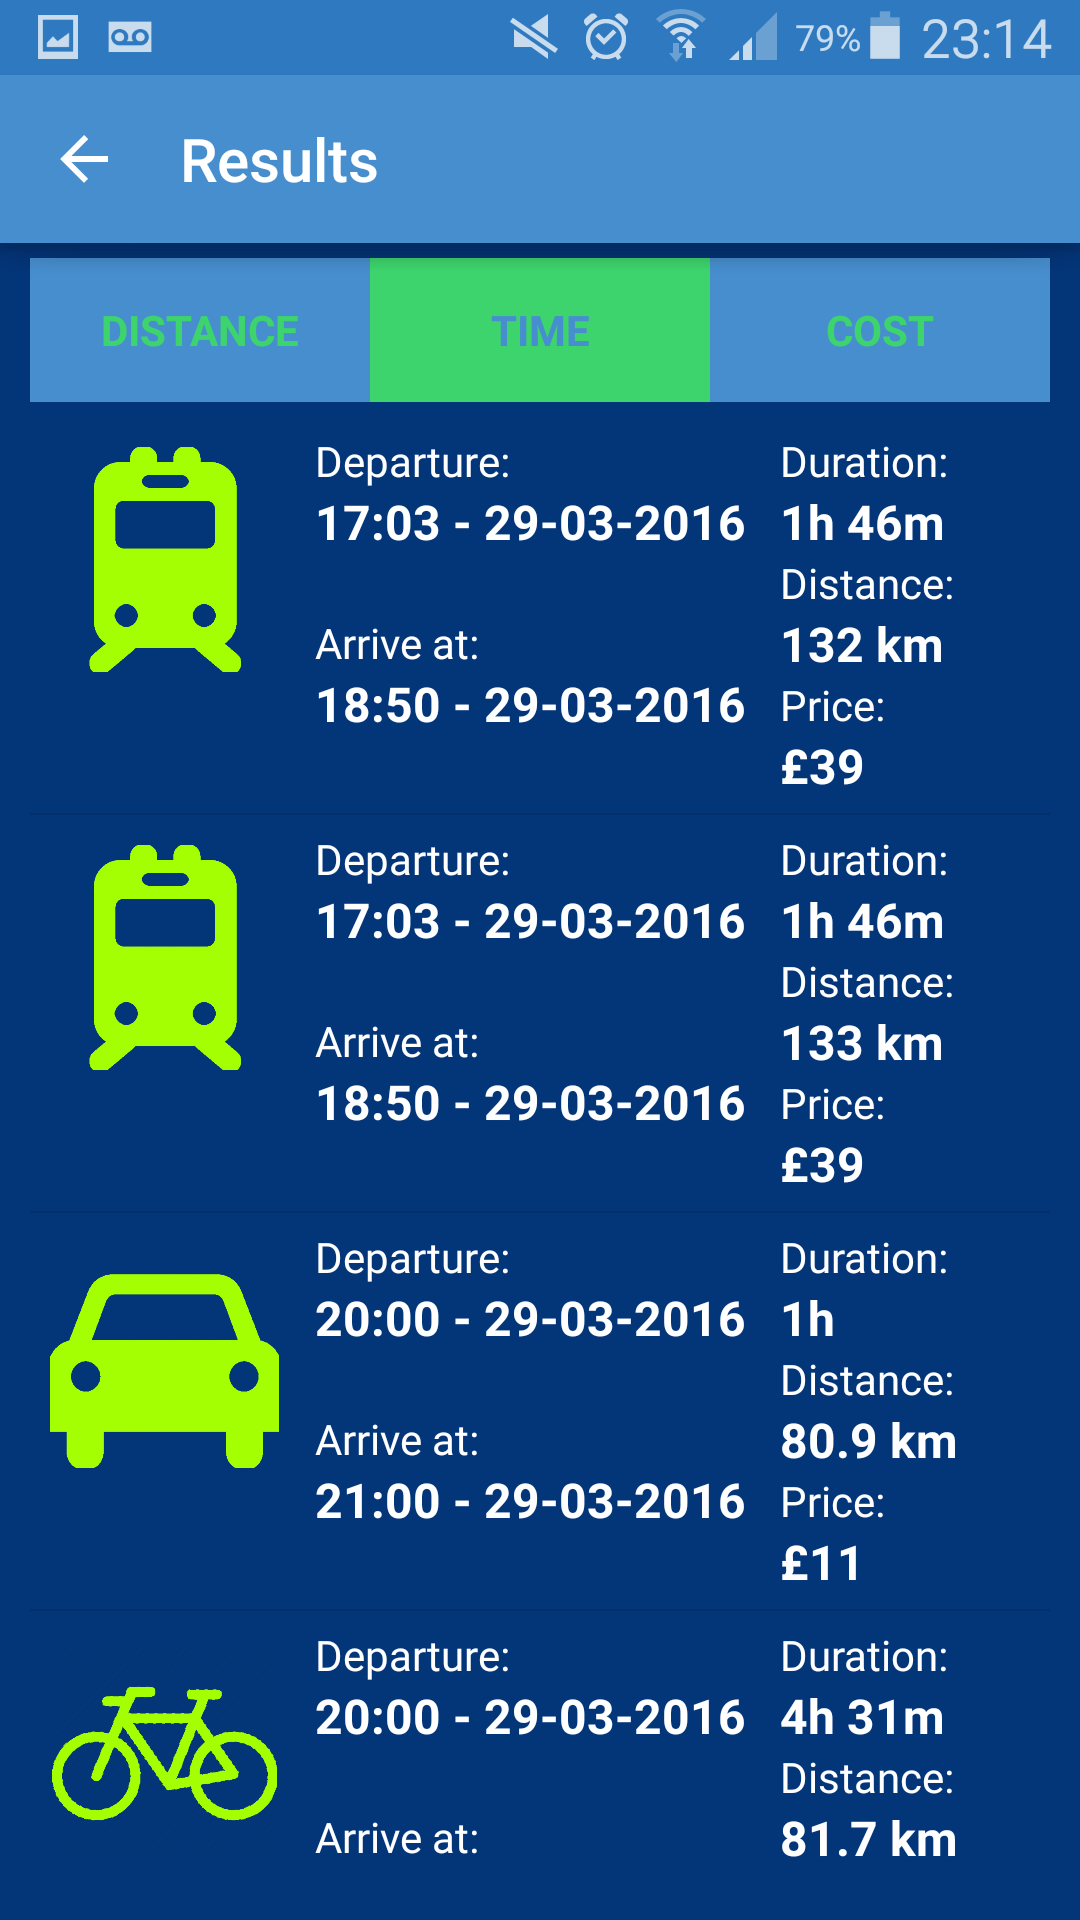 79% 23:14
Results
DISTANCE TIME COST
Departure: Duration:
17:03 - 29-03-2016 1h 46m
Distance:
Arrive at: 132 km
18:50 - 29-03-2016 Price:
£39
Departure: Duration:
17:03 - 29-03-2016 1h 46m
Distance:
Arrive at: 133 km
18:50 - 29-03-2016 Price:
£39
Departure: Duration:
20:00 - 29-03-2016 1h
Distance:
Arrive at: 80.9 km
21:00 - 29-03-2016 Price:
£11
Departure: Duration:
20:00 - 29-03-2016 4h 31m
Distance:
Arrive at: 81.7 km